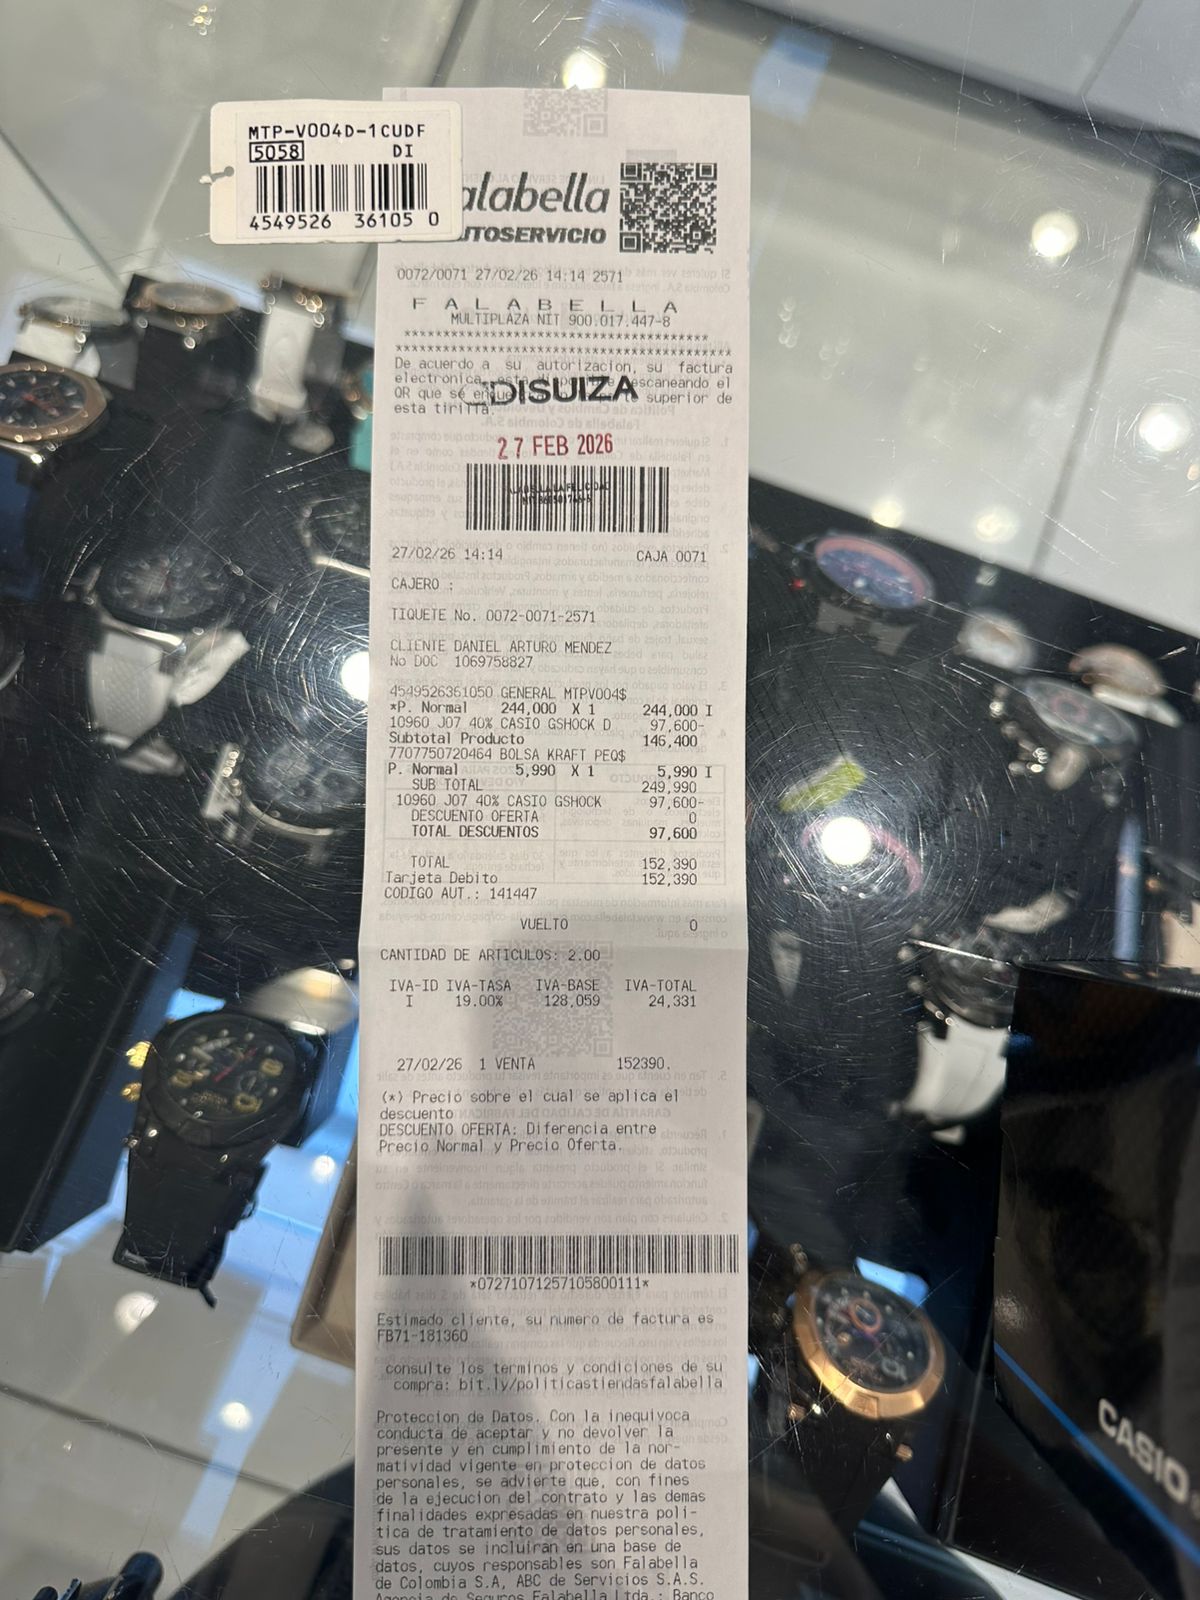 MTP-V004D-1CUDF
5058 DI
4549526 36105 0
alabella
UTOSERVICIO
0072/0071 27/02/26 14:14 2571
F A L A B E L L A
MULTIPLAZA NIT 900.017.447-8
************************************
****************************************
De acuerdo a su autorizacion, su factura
electronica, esta escaneando el
QR que se superior de
esta tirilla.
DISUIZA
27 FEB 2026
27/02/26 14:14 CAJA 0071
CAJERO :
TIQUETE No. 0072-0071-2571
CLIENTE DANIEL ARTURO MENDEZ
No DOC 1069758827
4549526361050 GENERAL MTPV004$
*P. Normal 244,000 X 1 244,000 I
10960 J07 40% CASIO GSHOCK D 97,600-
Subtotal Producto 146,400
7707750720464 BOLSA KRAFT PEQ$
P. Normal 5,990 X 1 5,990 I
SUB TOTAL 249,990
10960 J07 40% CASIO GSHOCK 97,600-
DESCUENTO OFERTA 0
TOTAL DESCUENTOS 97,600
TOTAL 152,390
Tarjeta Debito 152,390
CODIGO AUT.: 141447
VUELTO 0
CANTIDAD DE ARTICULOS: 2.00
IVA-ID IVA-TASA IVA-BASE IVA-TOTAL
I 19.00% 128,059 24,331
27/02/26 1 VENTA 152390.
(*) Precio sobre el cual se aplica el
descuento
DESCUENTO OFERTA: Diferencia entre
Precio Normal y Precio Oferta.
*07271071257105800111*
Estimado cliente, su numero de factura es
FB71-181360
consulte los terminos y condiciones de su
compra: bit.ly/politicastiendasfalabella
Proteccion de Datos. Con la inequivoca
conducta de aceptar y no devolver la
presente y en cumplimiento de la nor-
matividad vigente en proteccion de datos
personales, se advierte que, con fines
de la ejecucion del contrato y las demas
finalidades expresadas en nuestra poli-
tica de tratamiento de datos personales,
sus datos se incluiran en una base de
datos, cuyos responsables son Falabella
de Colombia S.A, ABC de Servicios S.A.S.
Agencia de Seguros Falabella Ltda.; Banco
CASIO